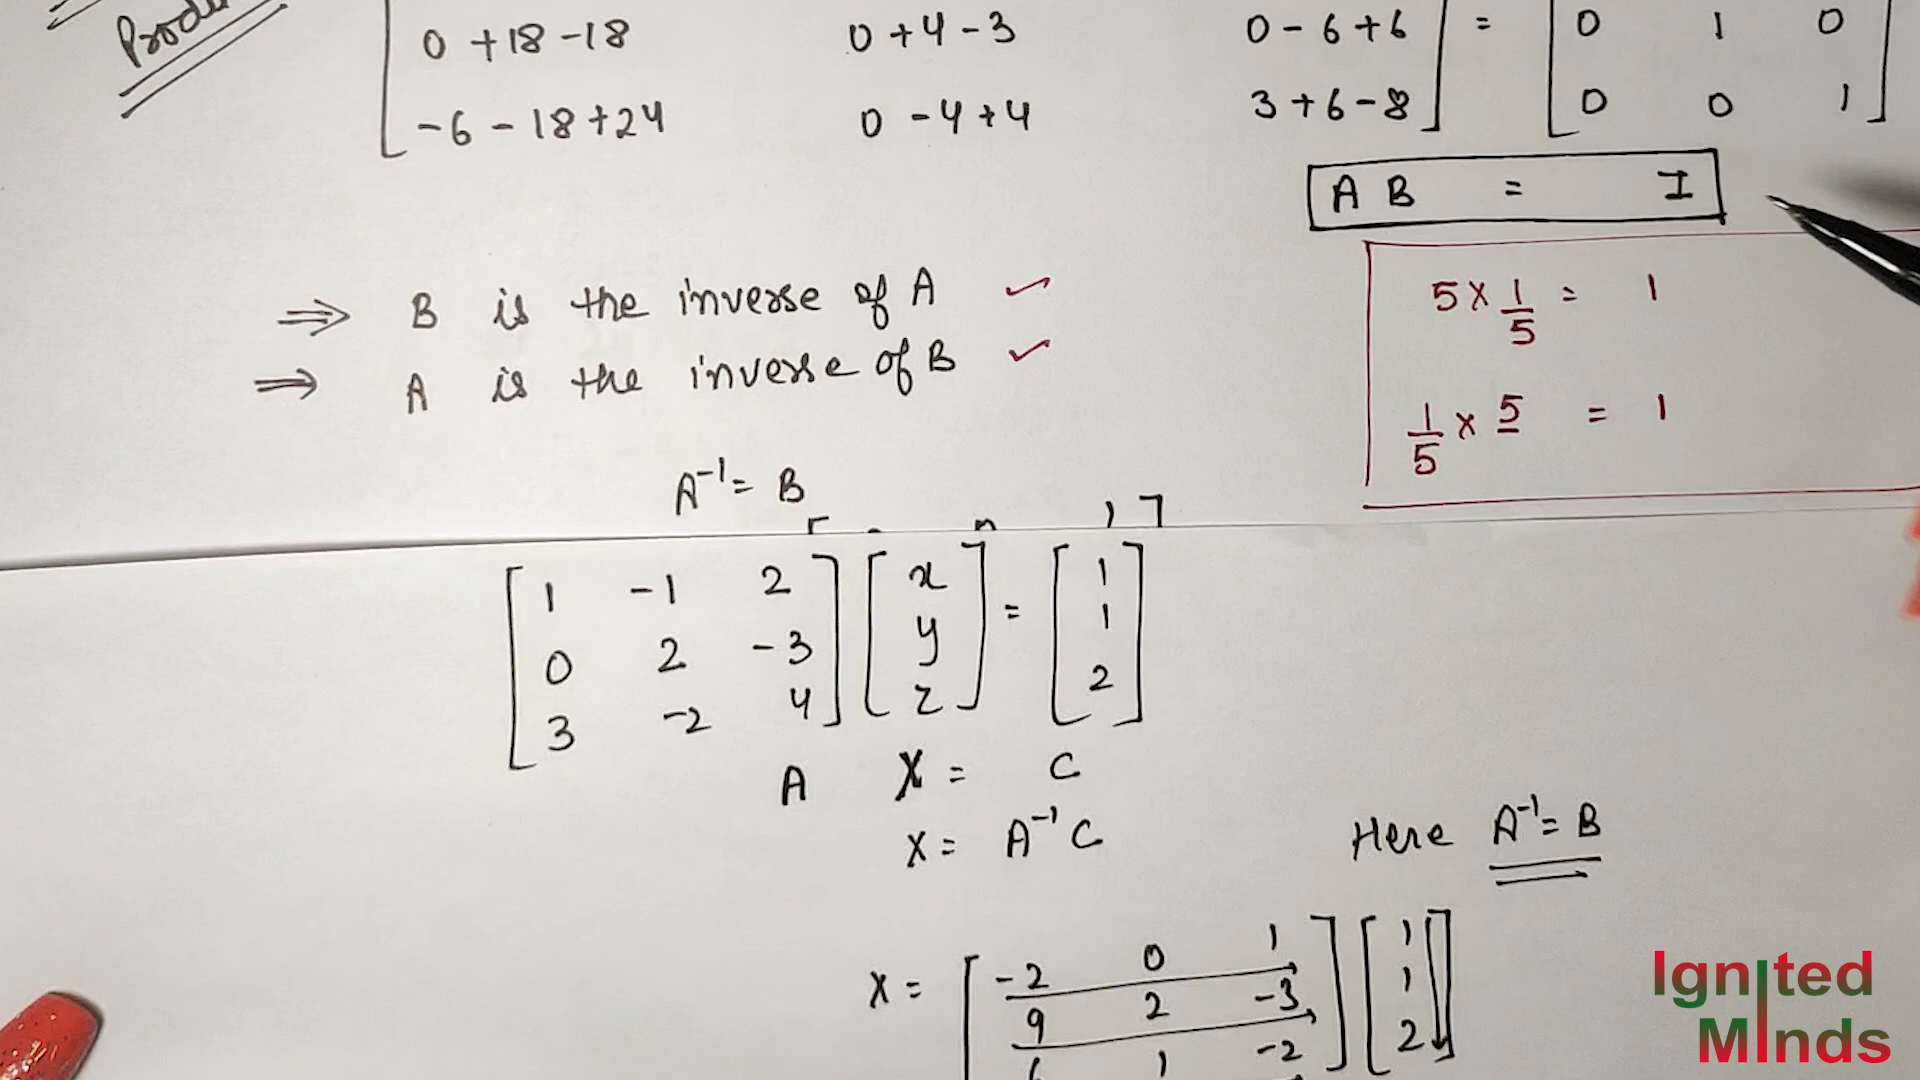 Produ
0 +18 -18 0 +4 -3 0 - 6 +6 = 0 1 0
-6 - 18 +24 0 -4 +4 3 +6 -8 0 0 1
A B = I
5 × 1/5 = 1
1/5 × 5 = 1
⇒ B is the inverse of A ✓
⇒ A is the inverse of B ✓
A⁻¹ = B
1 -1 2 x = 1
0 2 -3 y 1
3 -2 4 z 2
A X = C
X = A⁻¹ C Here A⁻¹ = B
X = -2 0 1 1
9 2 -3 1
6 1 -2 2
Ignited
Minds